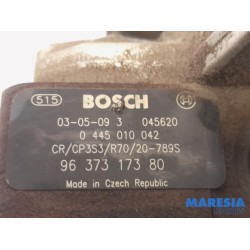 515 BOSCH
03-05-09 3 045620
0 445 010 042
CR/CP3S3/R70/20-789S
96 373 173 80
Made in Czech Republic
MARESIA